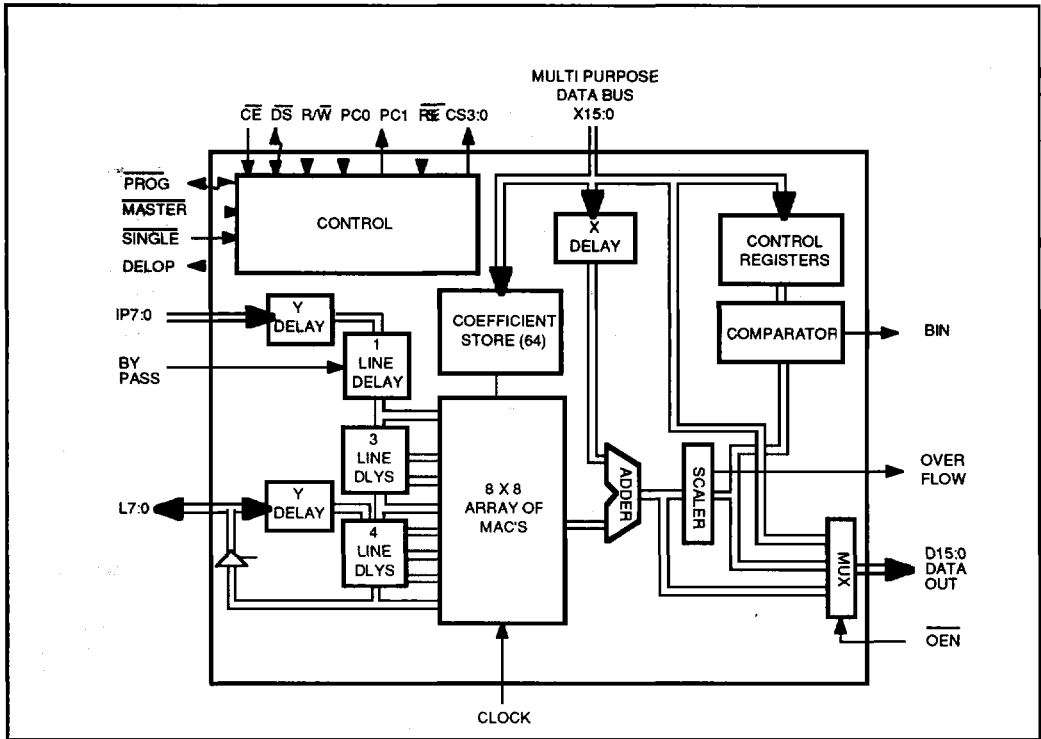 MULTI PURPOSE
DATA BUS
X15:0
CE DS R/W PC0 PC1 RE CS3:0
PROG
MASTER
SINGLE
DELOP
CONTROL
X
DELAY
CONTROL
REGISTERS
IP7:0
Y
DELAY
COEFFICIENT
STORE (64)
COMPARATOR
BIN
BY
PASS
1
LINE
DELAY
3
LINE
DLYS
8 X 8
ARRAY OF
MAC'S
ADDER
SCALER
OVER
FLOW
L7:0
Y
DELAY
4
LINE
DLYS
MUX
D15:0
DATA
OUT
OEN
CLOCK